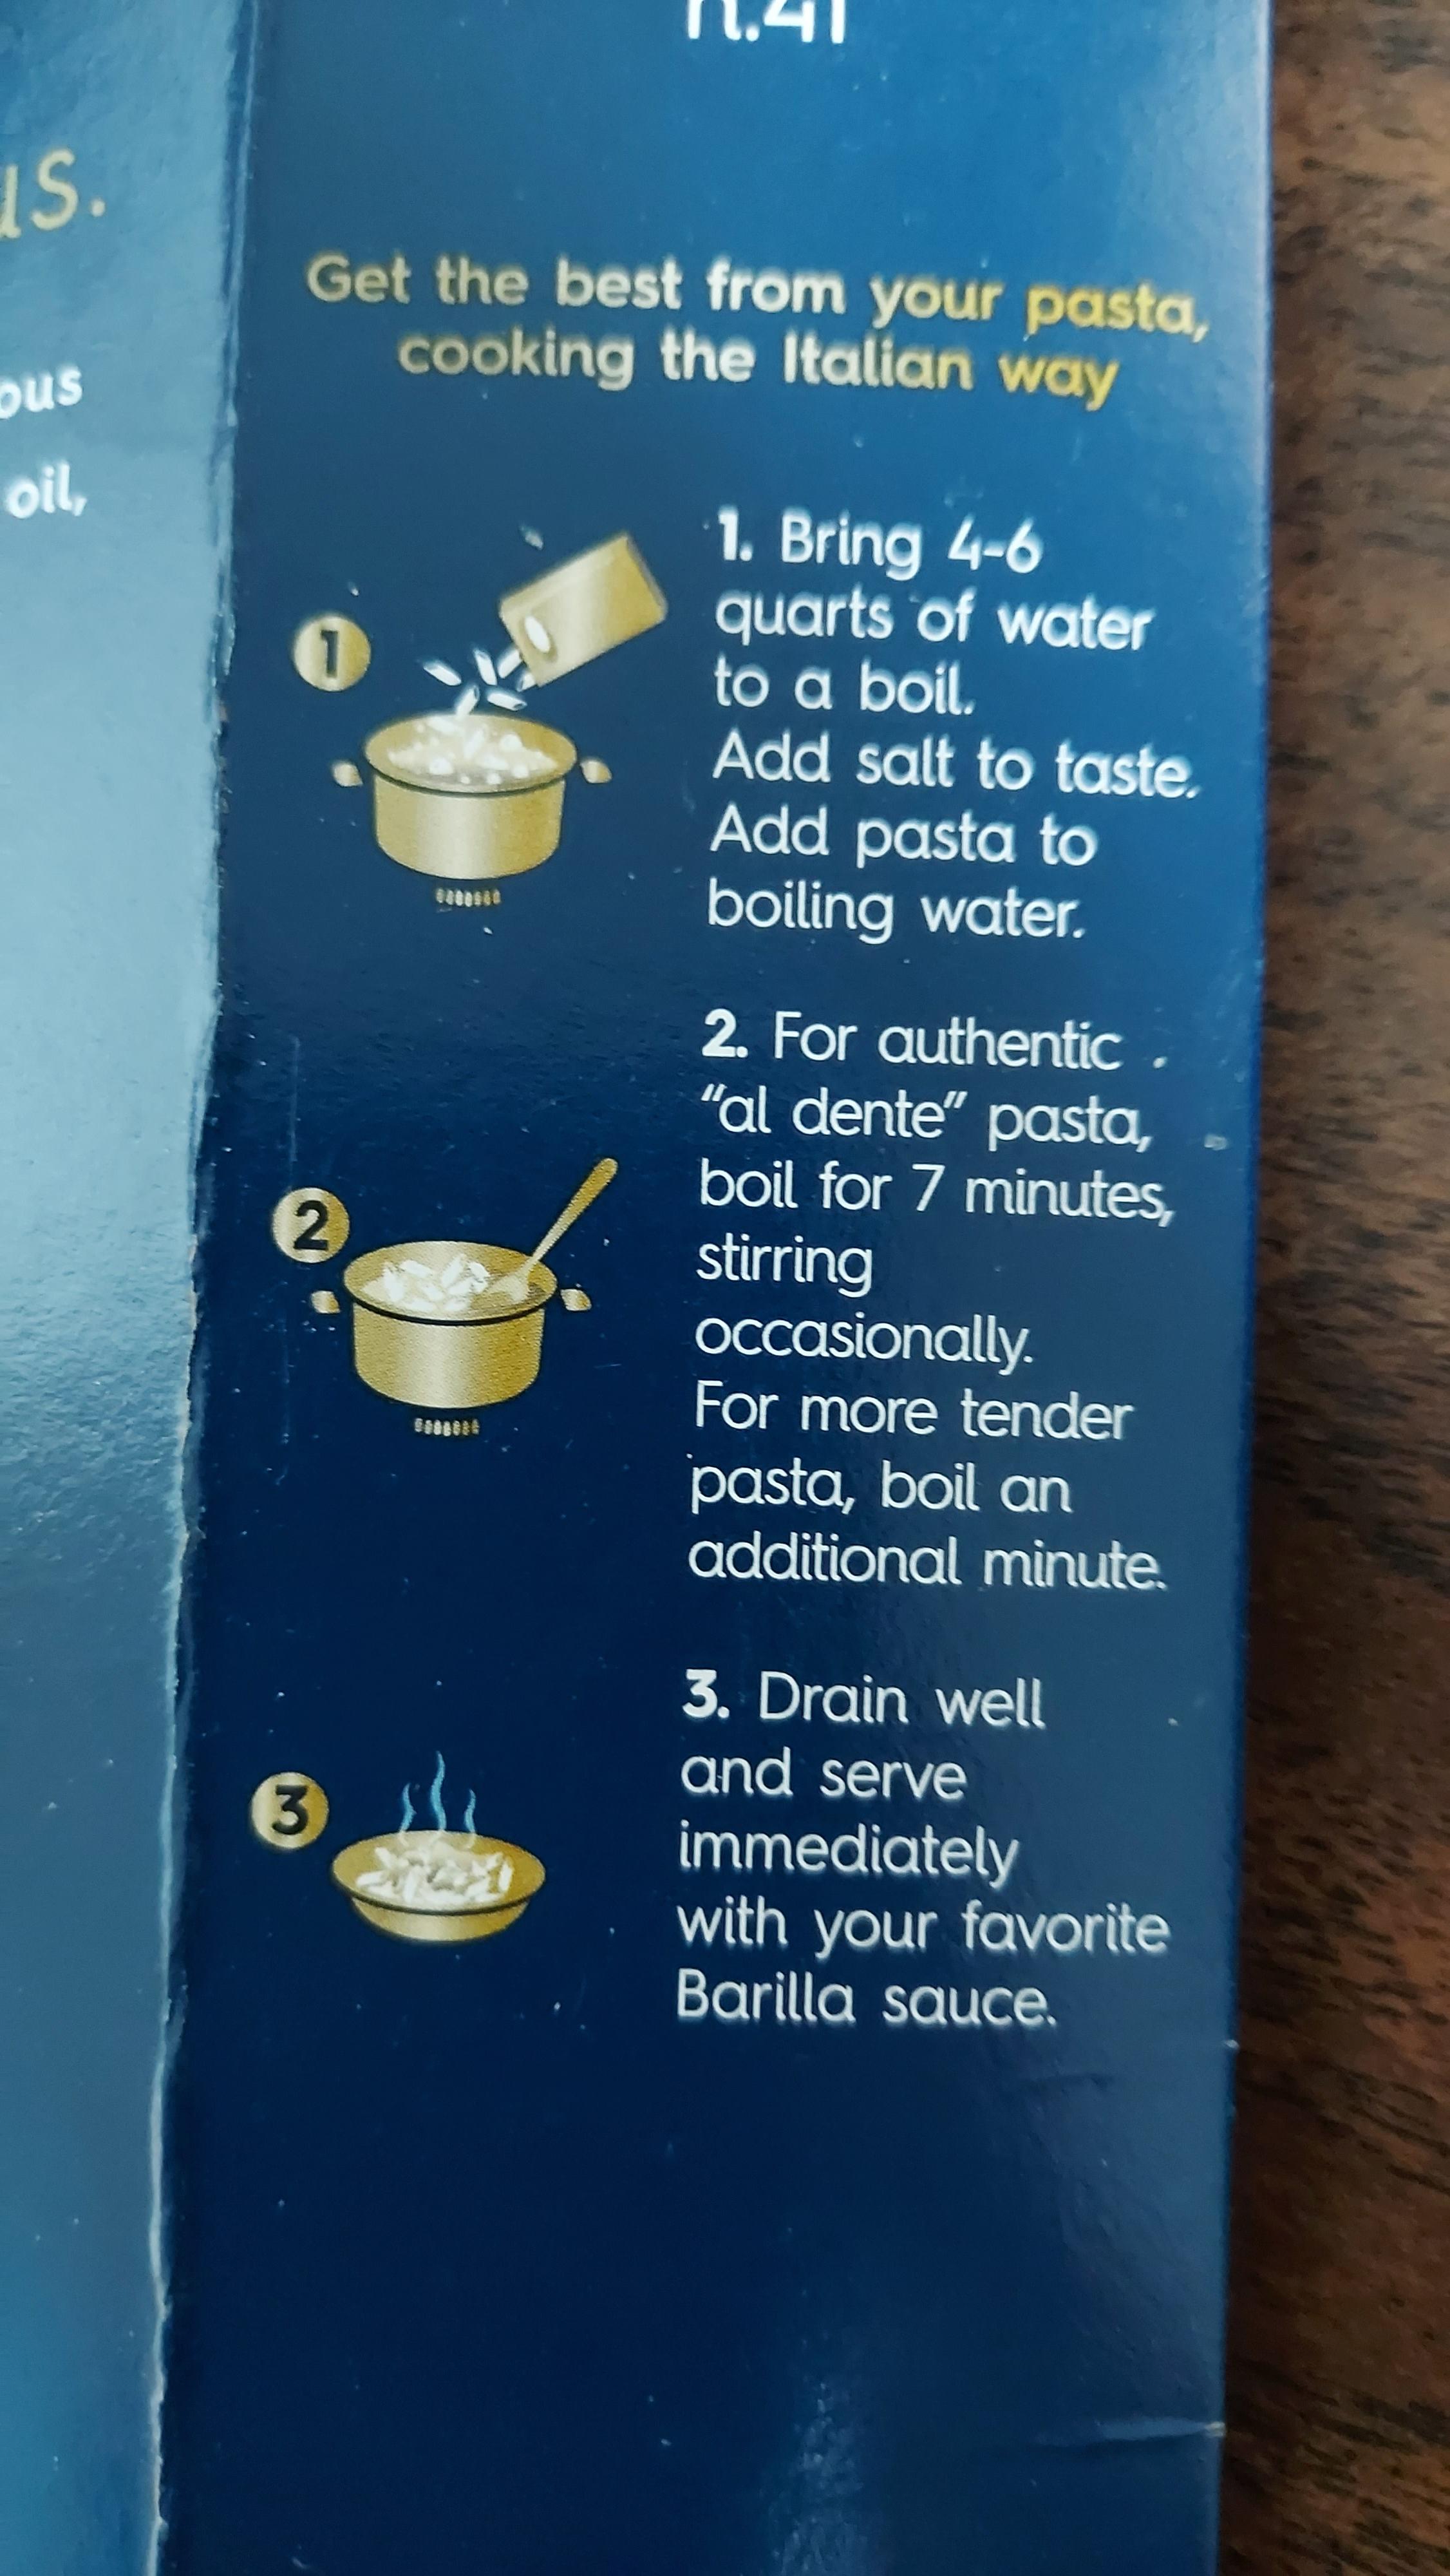 n.41
us.
ous
oil,
Get the best from your pasta,
cooking the Italian way
1
1. Bring 4-6
quarts of water
to a boil.
Add salt to taste.
Add pasta to
boiling water.
2
2. For authentic
"al dente" pasta,
boil for 7 minutes,
stirring
occasionally.
For more tender
pasta, boil an
additional minute.
3
3. Drain well
and serve
immediately
with your favorite
Barilla sauce.